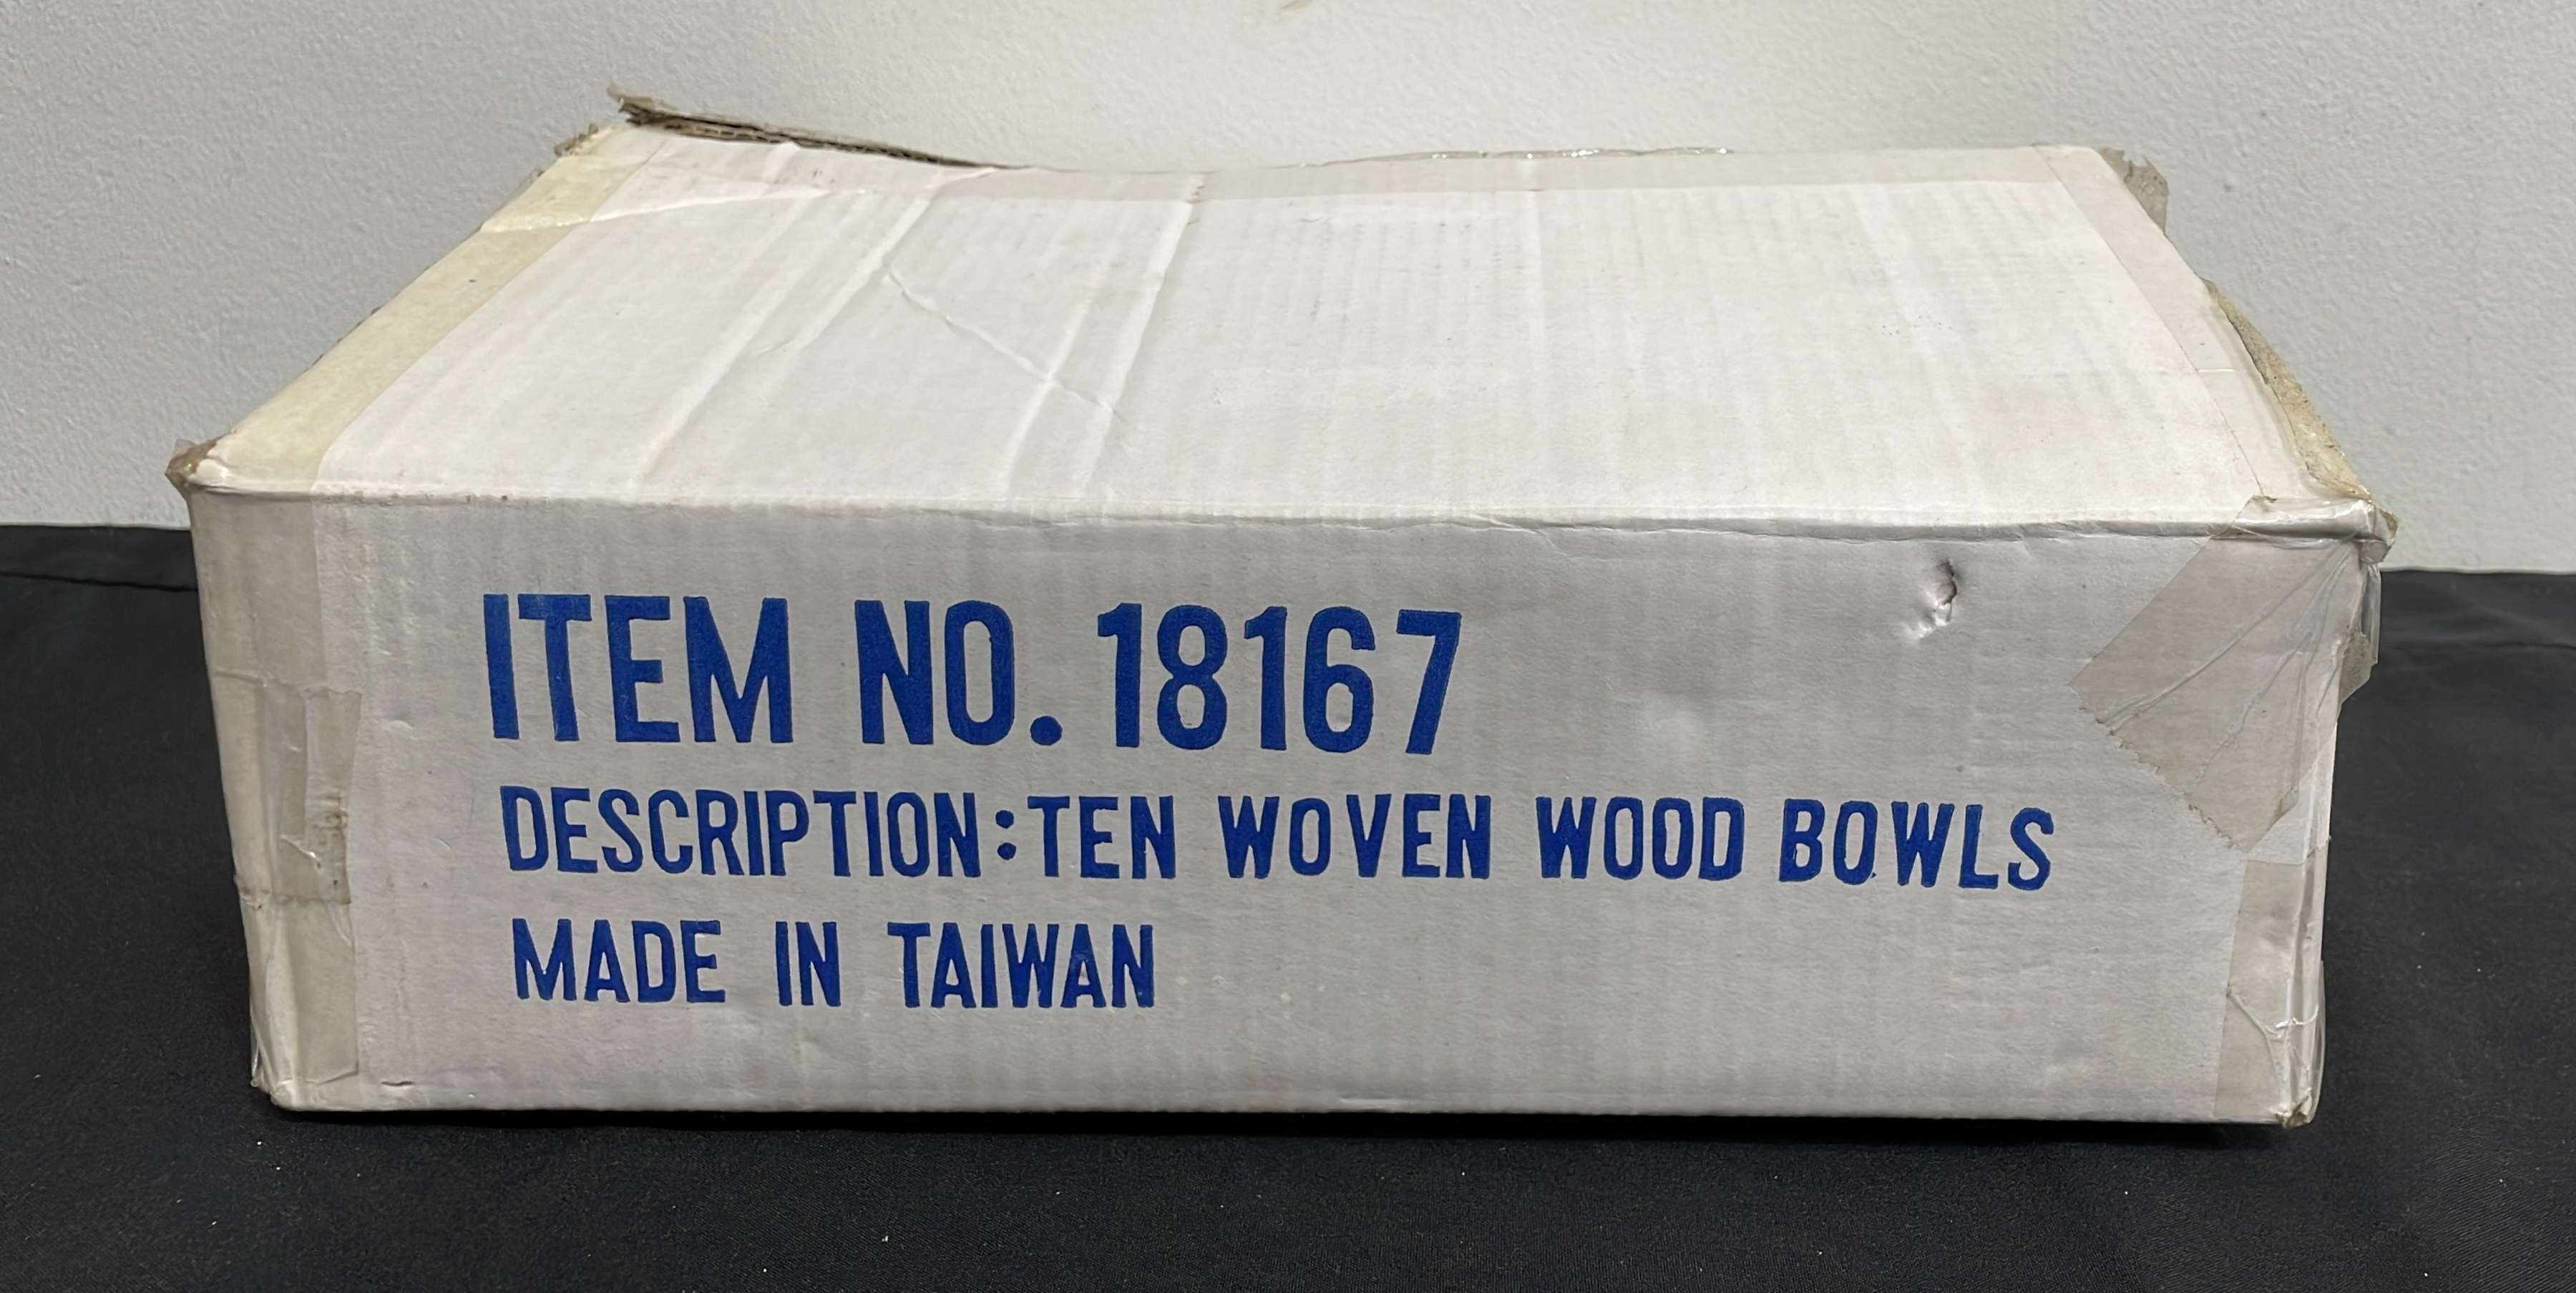 ITEM NO. 18167
DESCRIPTION:TEN WOVEN WOOD BOWLS
MADE IN TAIWAN